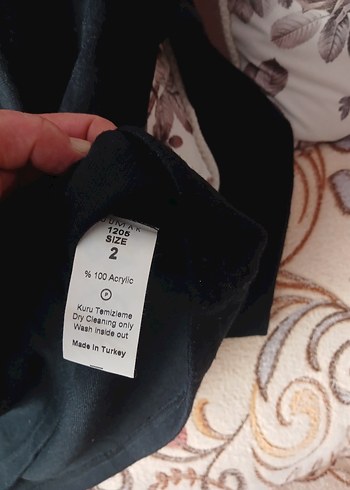 1205
SIZE
2
% 100 Acrylic
P
Kuru Temizleme
Dry Cleaning only
Wash inside out
Made in Turkey